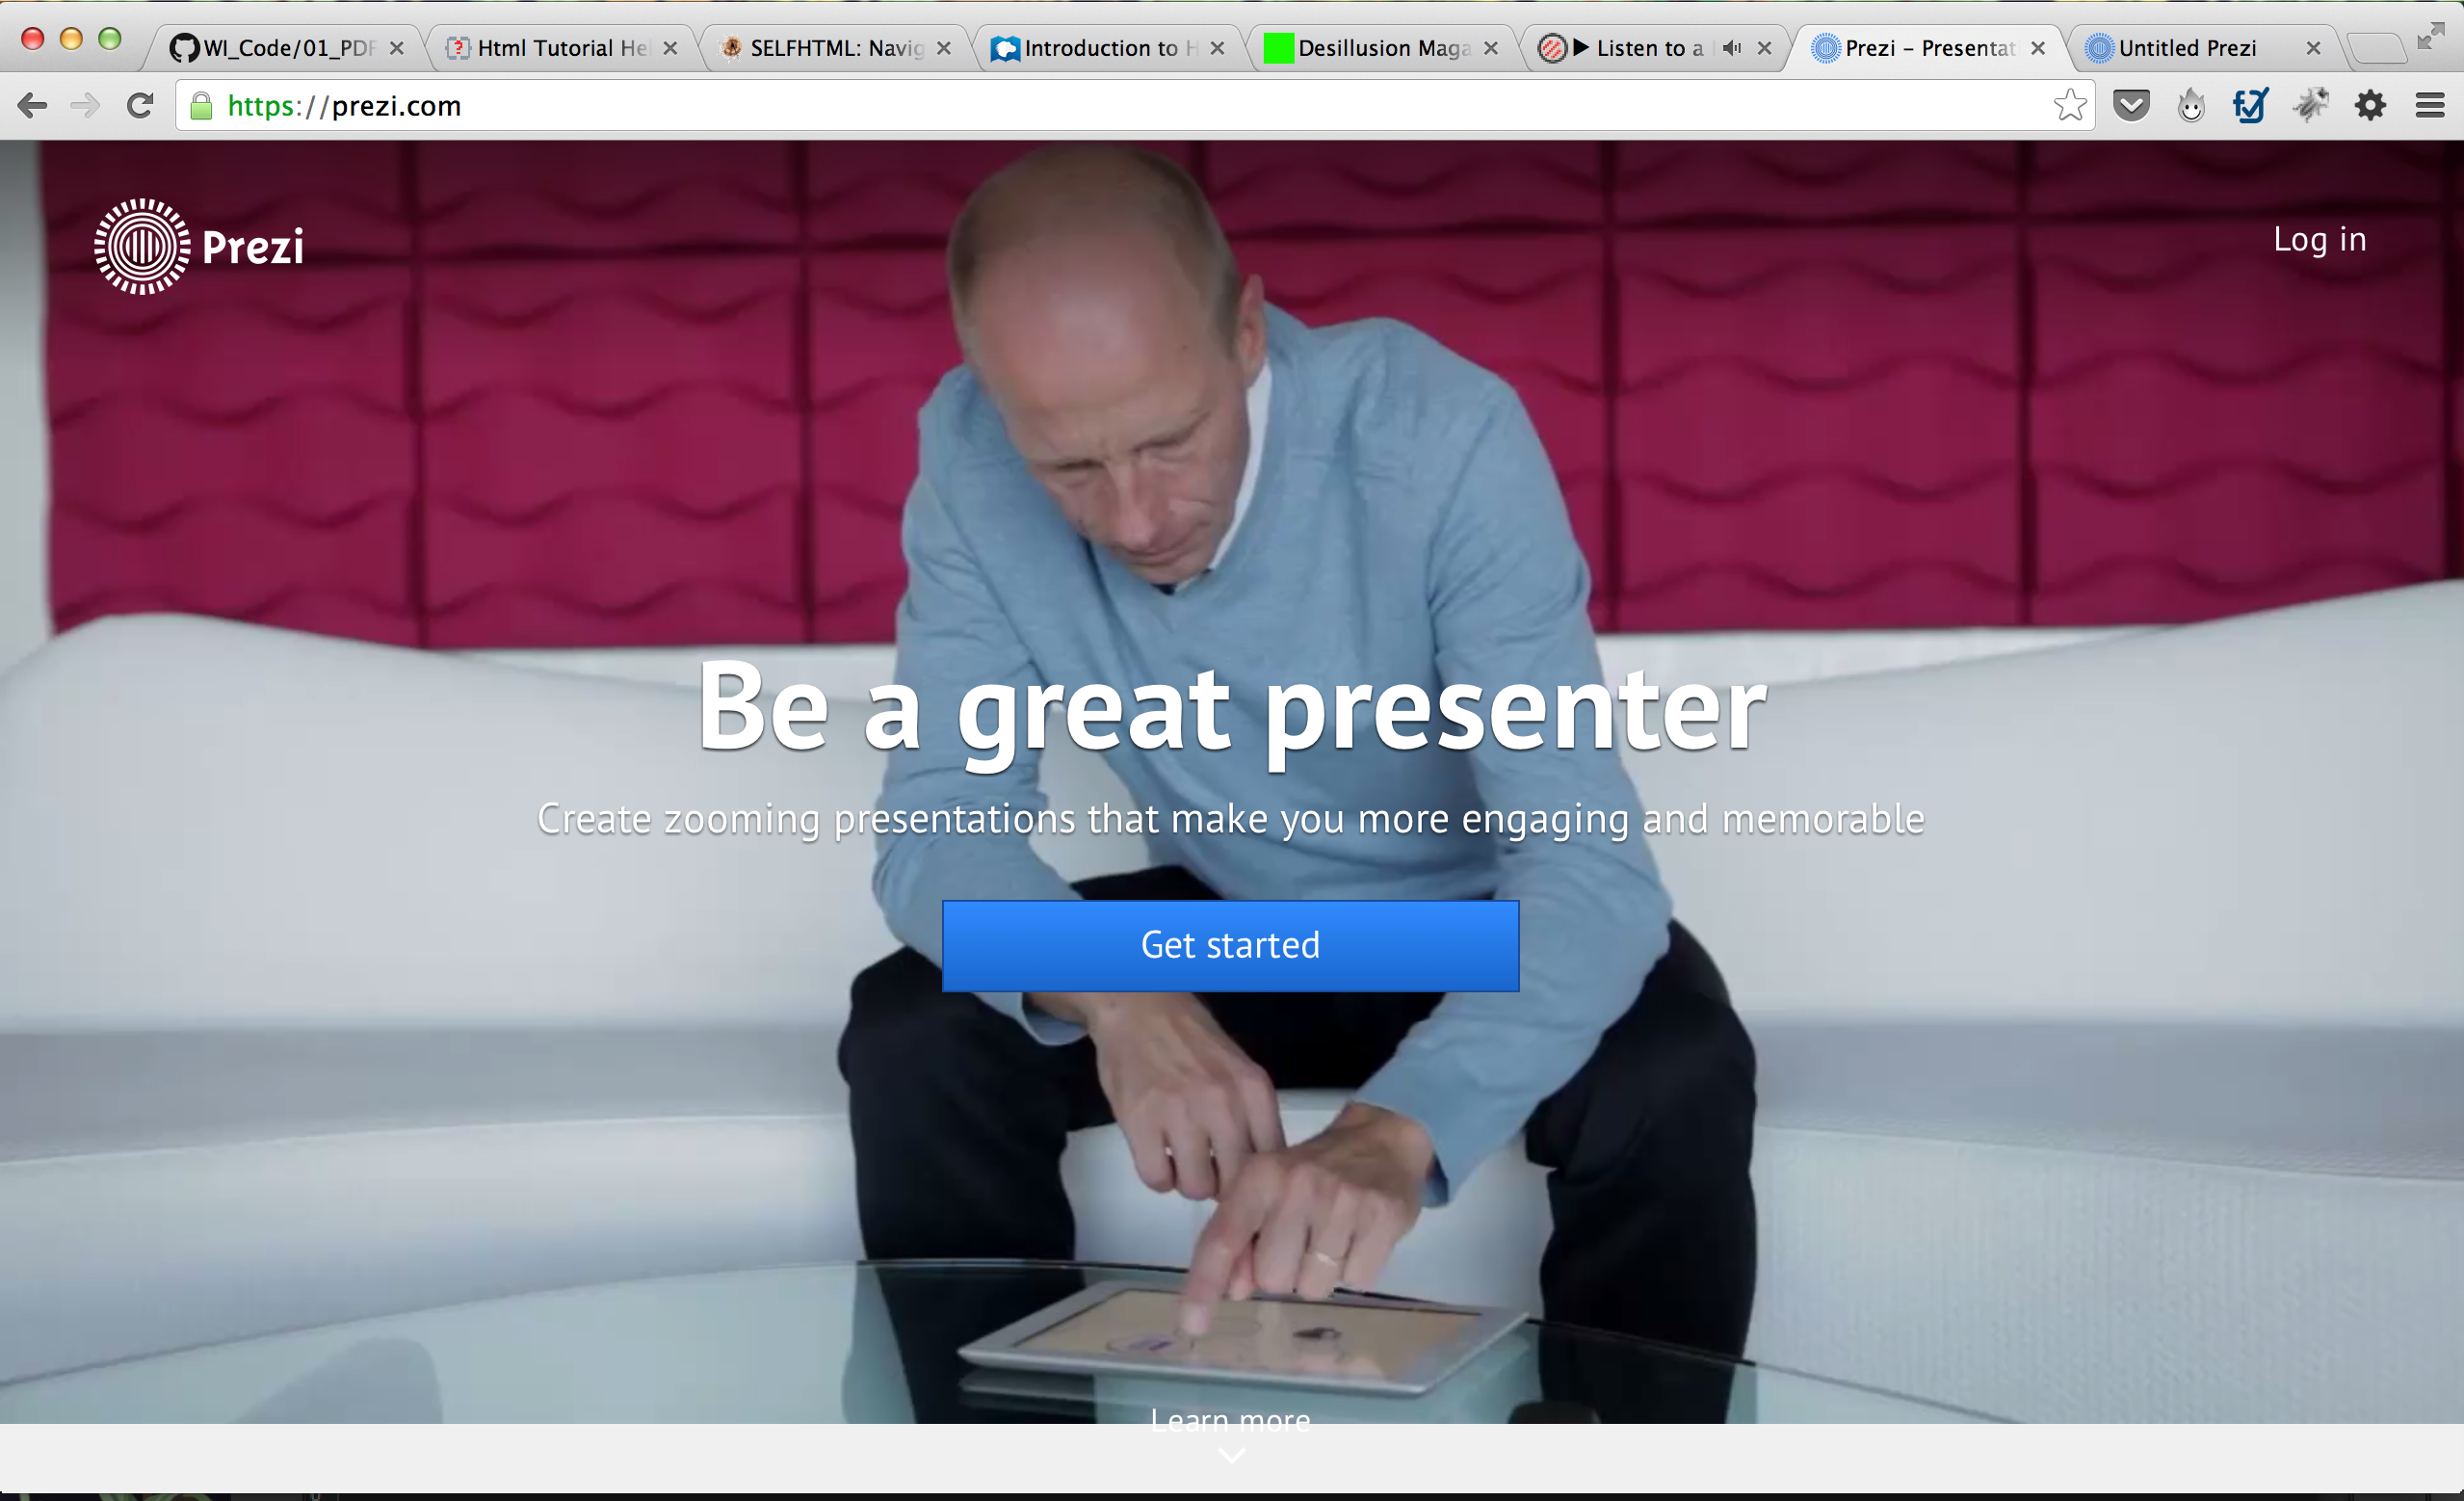 WI_Code/01_PDF
Html Tutorial He
SELFHTML: Navig
Introduction to H
Desillusion Maga
Listen to a
Prezi – Presentat
Untitled Prezi
https://prezi.com
Prezi
Log in
Be a great presenter
Create zooming presentations that make you more engaging and memorable
Get started
Learn more